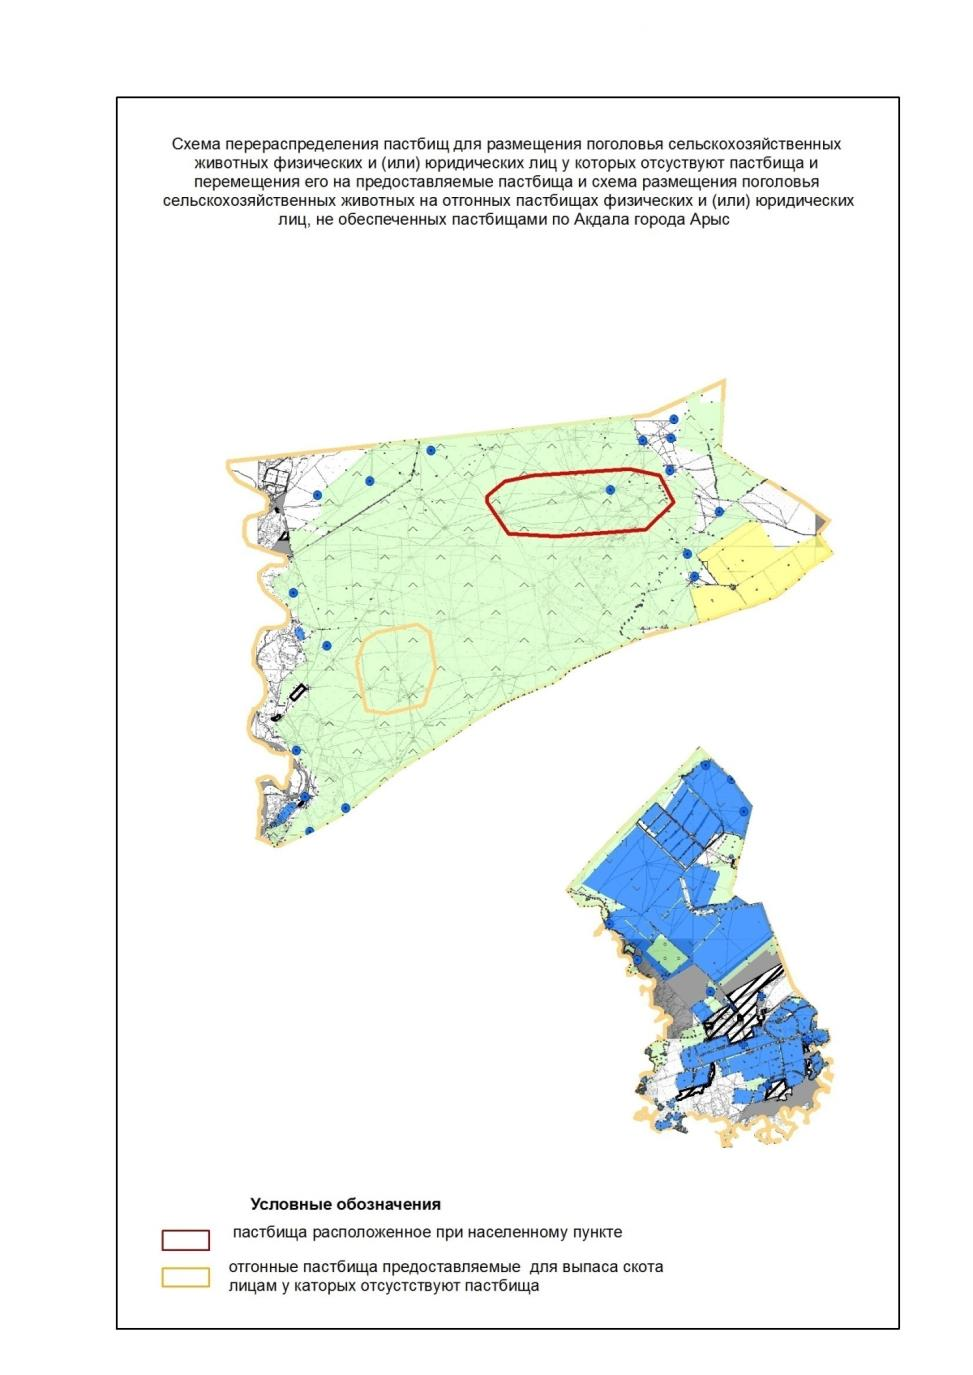 Схема перераспределения пастбищ для размещения поголовья сельскохозяйственных
животных физических и (или) юридических лиц у которых отсуствуют пастбища и
перемещения его на предоставляемые пастбища и схема размещения поголовья
сельскохозяйственных животных на отгонных пастбищах физических и (или) юридических
лиц, не обеспеченных пастбищами по Акдала города Арыс
Условные обозначения
пастбища расположенное при населенному пункте
отгонные пастбища предоставляемые для выпаса скота
лицам у каторых отсустствуют пастбища